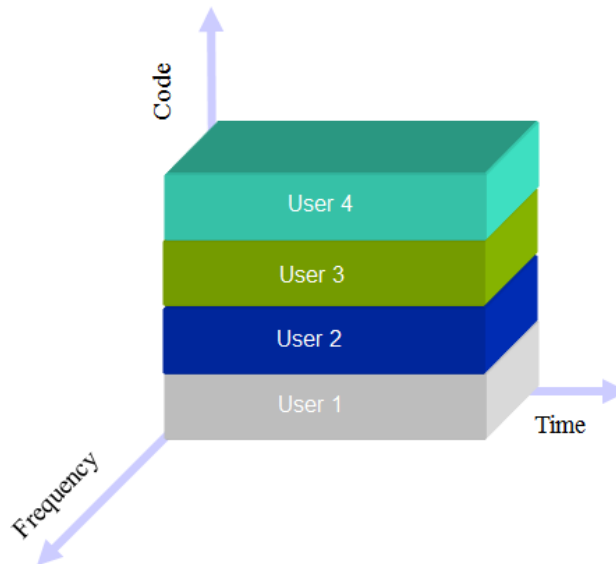 Code
User 4
User 3
User 2
User 1
Time
Frequency